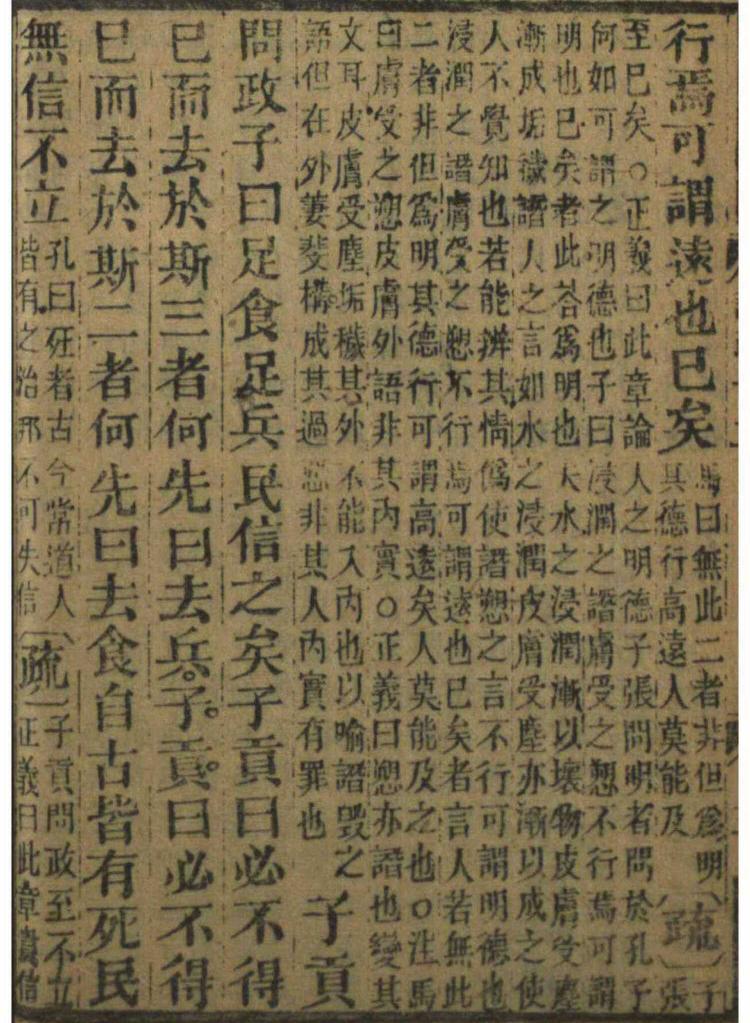 行焉可謂遠也已矣
馬曰無此二者非但為明
其德行高遠人莫能及
疏
子
張
至已矣○正義曰此章論人之明德子張問明者問於孔子
何如可謂之明德也子曰浸潤之譖膚受之愬不行焉可謂
明也已矣者此荅為明也夫水之浸潤漸以壞物皮膚受塵
漸成垢穢譖人之言如水之浸潤皮膚受塵亦漸以成之使
人不覺知也若能辨其情偽使譖愬之言不行可謂明德也
浸潤之譖膚受之愬不行焉可謂遠也已矣者言人若無此
二者非但爲明其德行可謂高遠矣人莫能及之也○注馬
曰膚受之愬皮膚外語非其內實○正義曰愬亦譖也變其
文耳皮膚受塵垢穢其外不能入內也以喻譖毀之
語但在外萋斐構成其過惡非其人內實有罪也
子貢
問政子曰足食足兵民信之矣子貢曰必不得
已而去於斯三者何先曰去兵子貢曰必不得
已而去於斯二者何先曰去食自古皆有死民
無信不立
孔曰死者古今常道人
皆有之治邦不可失信
疏
子貢問政至不立
正義曰此章貴信